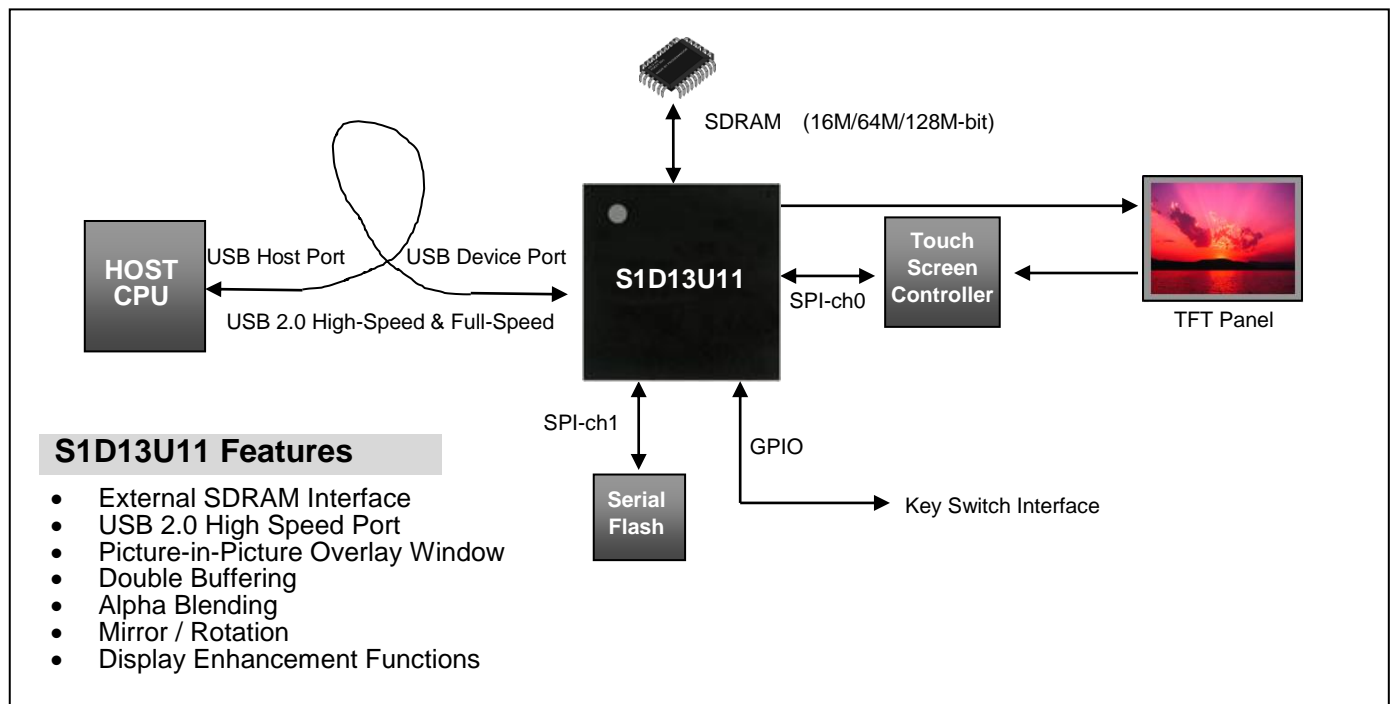 SDRAM (16M/64M/128M-bit)
HOST
CPU
USB Host Port
USB Device Port
USB 2.0 High-Speed & Full-Speed
S1D13U11
SPI-ch0
Touch
Screen
Controller
TFT Panel
SPI-ch1
GPIO
Serial
Flash
Key Switch Interface
S1D13U11 Features
• External SDRAM Interface
• USB 2.0 High Speed Port
• Picture-in-Picture Overlay Window
• Double Buffering
• Alpha Blending
• Mirror / Rotation
• Display Enhancement Functions